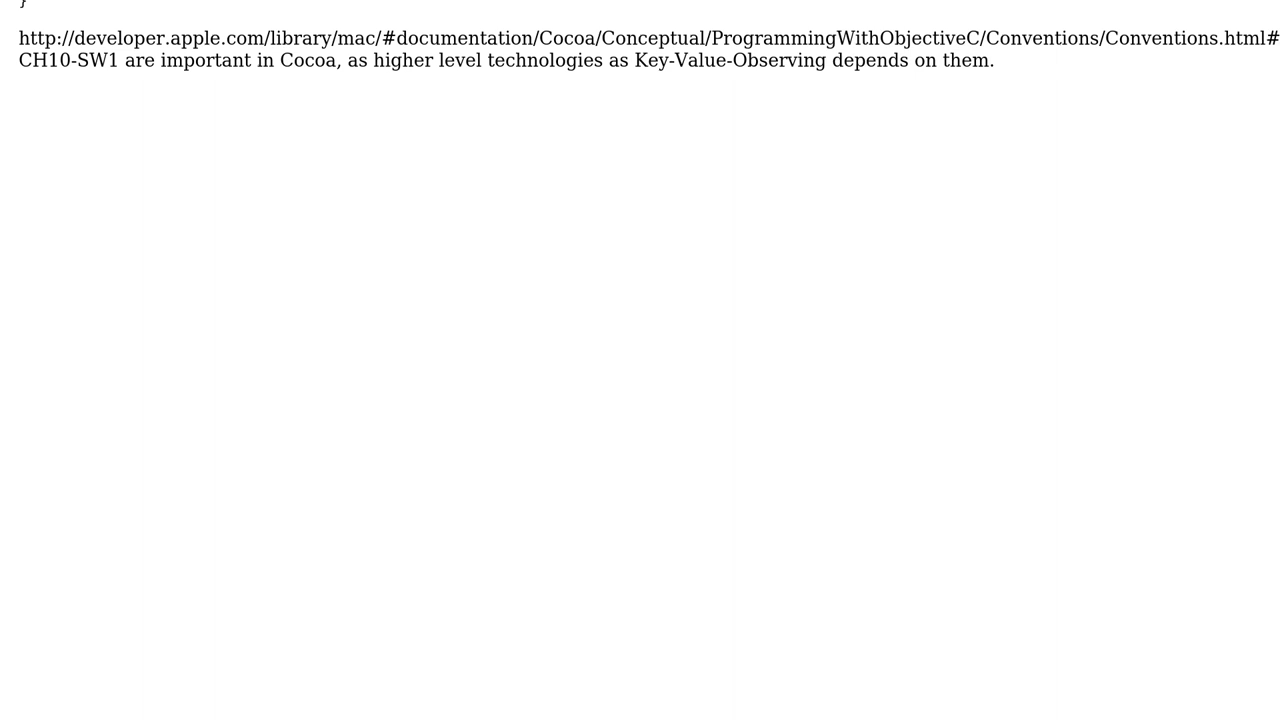 }
http://developer.apple.com/library/mac/#documentation/Cocoa/Conceptual/ProgrammingWithObjectiveC/Conventions/Conventions.html#
CH10-SW1 are important in Cocoa, as higher level technologies as Key-Value-Observing depends on them.